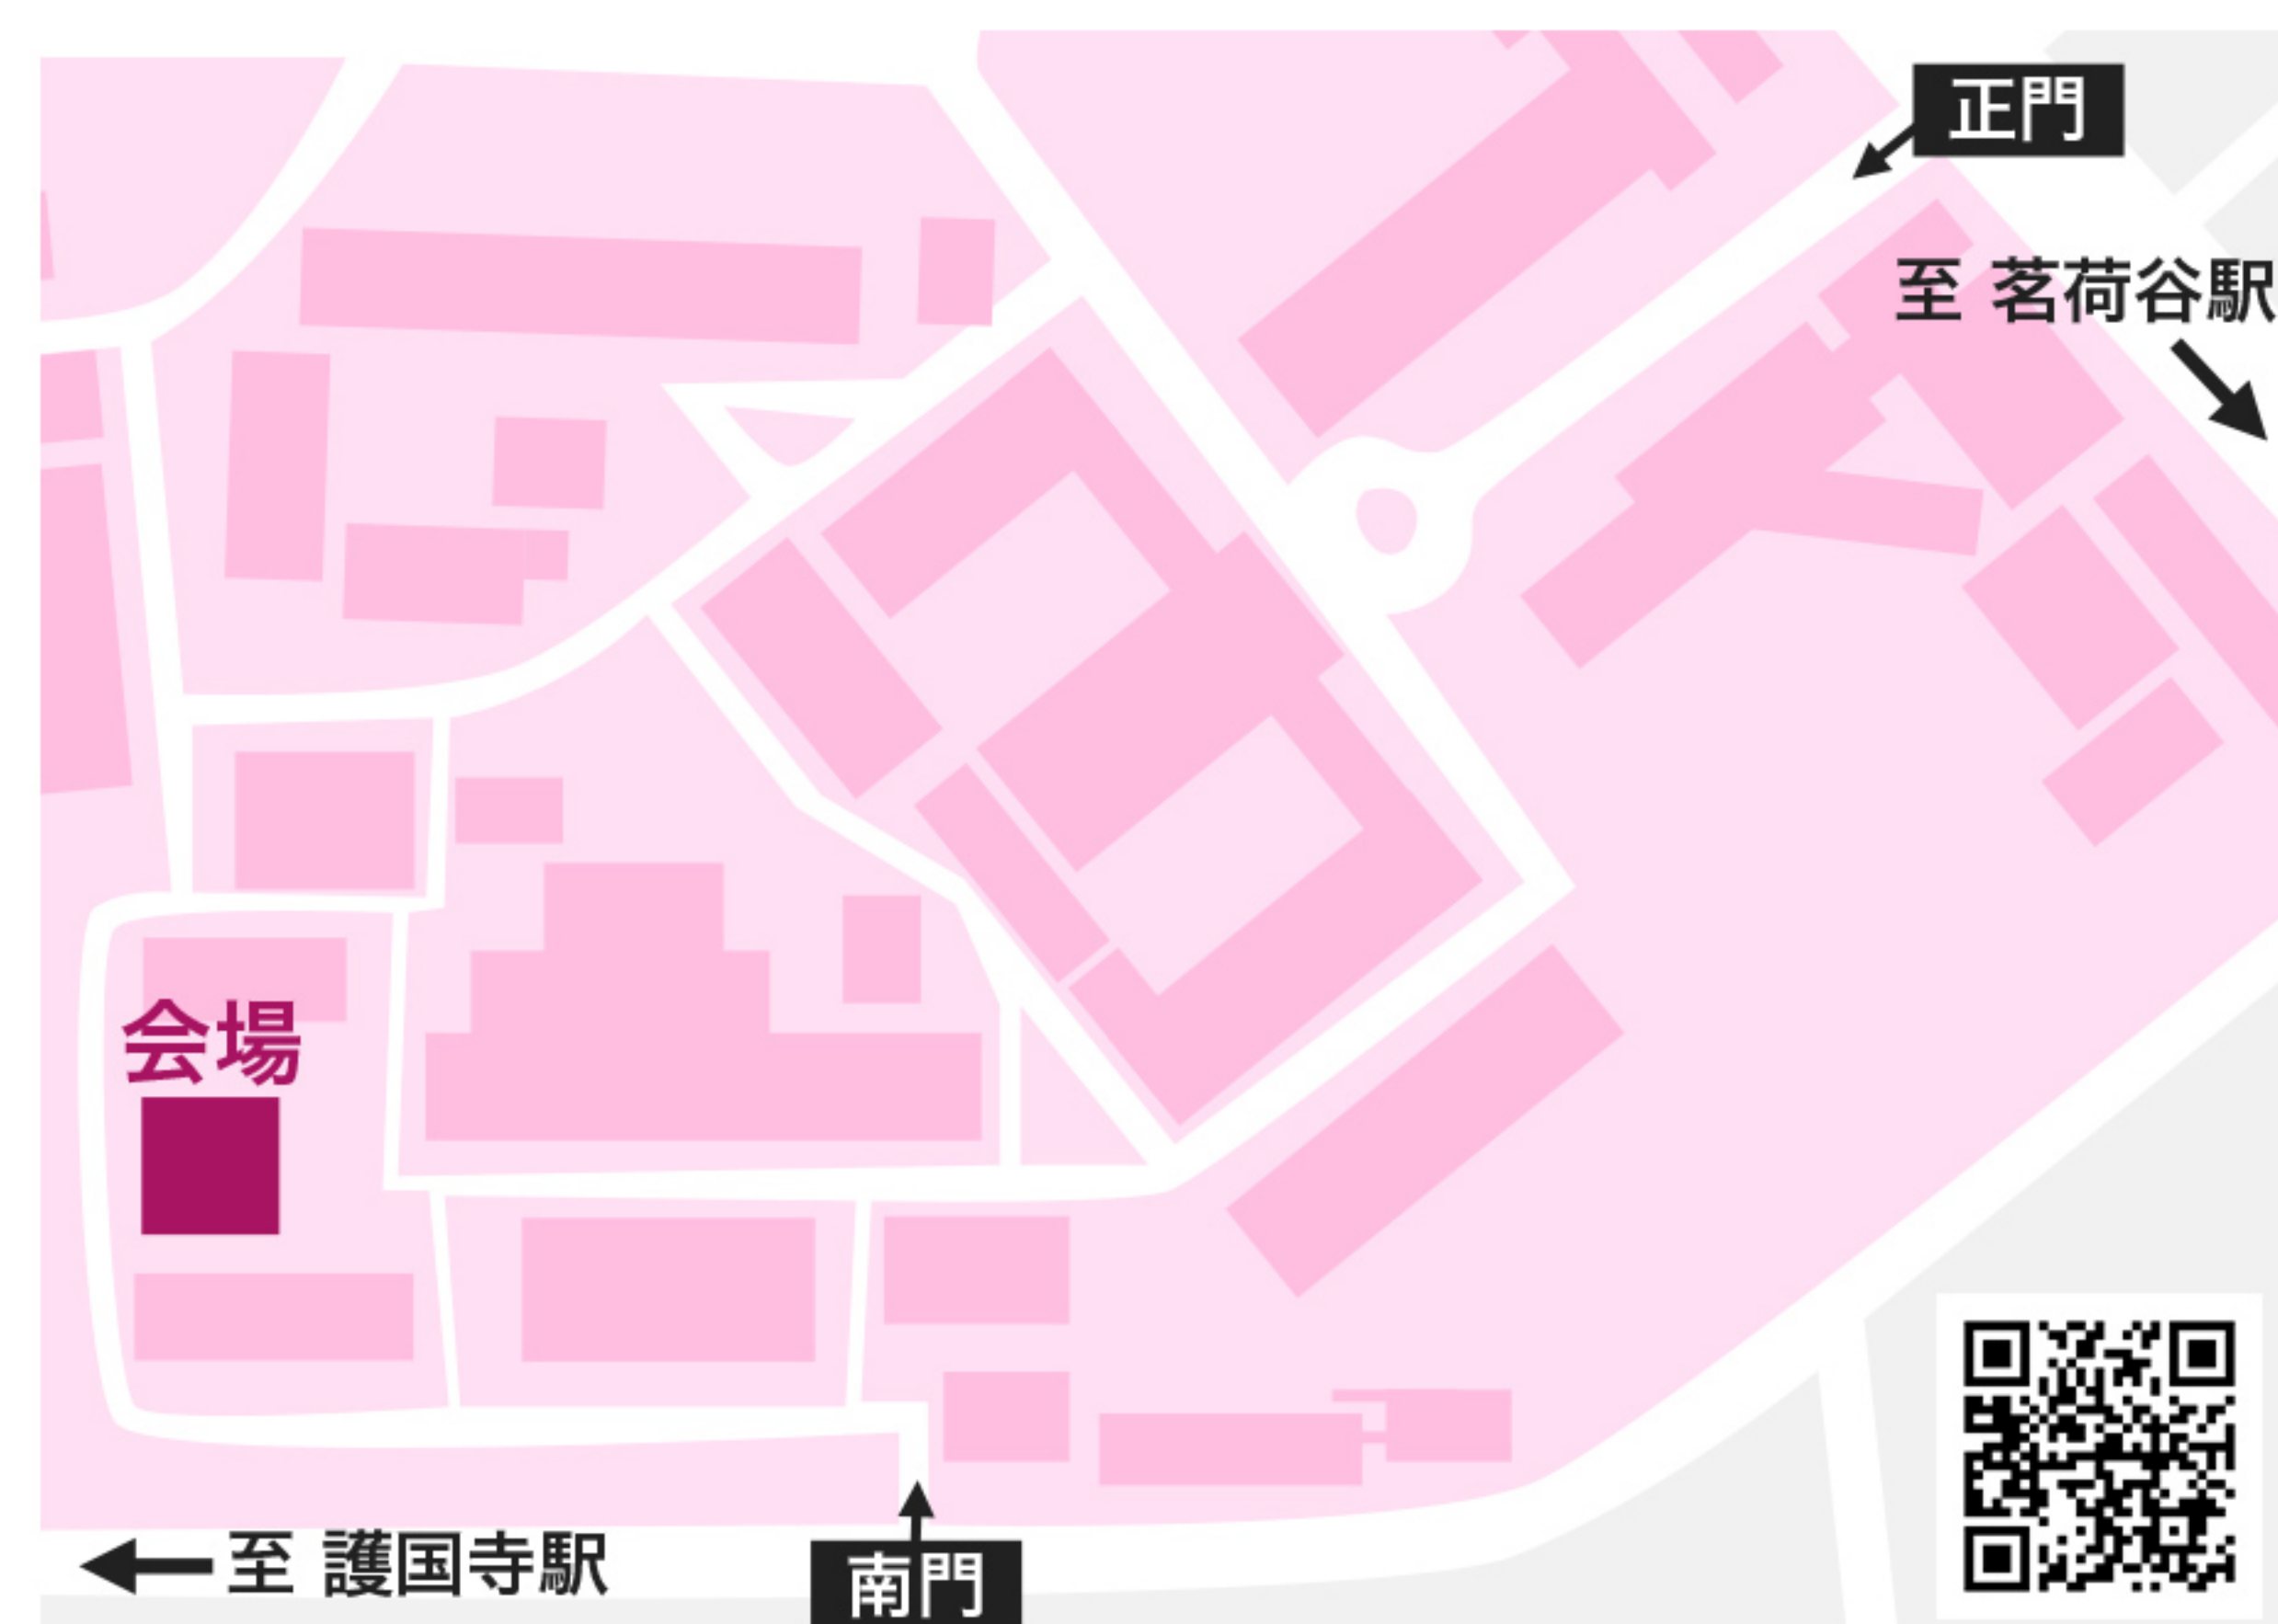 正門
至 茗荷谷駅
会場
至 護国寺駅
南門